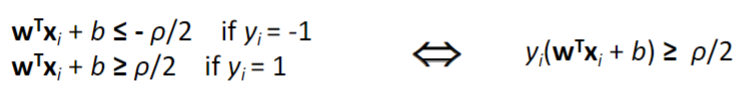 wᵀxᵢ + b ≤ - ρ/2 if yᵢ = -1
wᵀxᵢ + b ≥ ρ/2 if yᵢ = 1
⇔
yᵢ(wᵀxᵢ + b) ≥ ρ/2